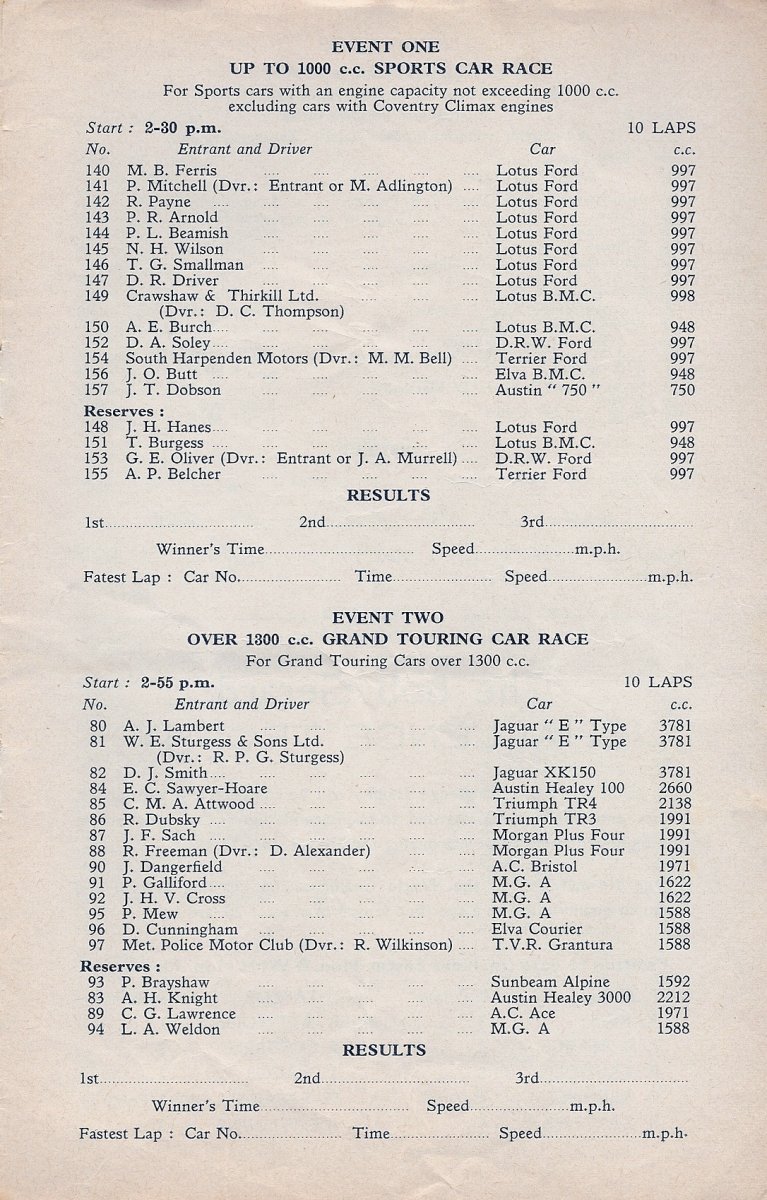 EVENT ONE
UP TO 1000 c.c. SPORTS CAR RACE
For Sports cars with an engine capacity not exceeding 1000 c.c.
excluding cars with Coventry Climax engines
Start : 2-30 p.m. 10 LAPS
No. Entrant and Driver Car c.c.
140 M. B. Ferris .... .... .... .... .... Lotus Ford 997
141 P. Mitchell (Dvr.: Entrant or M. Adlington) .... Lotus Ford 997
142 R. Payne .... .... .... .... .... .... Lotus Ford 997
143 P. R. Arnold .... .... .... .... .... Lotus Ford 997
144 P. L. Beamish .... .... .... .... .... Lotus Ford 997
145 N. H. Wilson .... .... .... .... .... Lotus Ford 997
146 T. G. Smallman .... .... .... .... .... Lotus Ford 997
147 D. R. Driver .... .... .... .... .... Lotus Ford 997
149 Crawshaw & Thirkill Ltd. .... .... .... Lotus B.M.C. 998
(Dvr.: D. C. Thompson)
150 A. E. Burch.... .... .... .... .... .... Lotus B.M.C. 948
152 D. A. Soley.... .... .... .... .... .... D.R.W. Ford 997
154 South Harpenden Motors (Dvr.: M. M. Bell) .... Terrier Ford 997
156 J. O. Butt .... .... .... .... .... .... Elva B.M.C. 948
157 J. T. Dobson .... .... .... .... .... Austin “ 750 ” 750
Reserves :
148 J. H. Hanes.... .... .... .... .... .... Lotus Ford 997
151 T. Burgess .... .... .... .... .... .... Lotus B.M.C. 948
153 G. E. Oliver (Dvr.: Entrant or J. A. Murrell) .... D.R.W. Ford 997
155 A. P. Belcher .... .... .... .... .... Terrier Ford 997
RESULTS
1st.................................. 2nd.................................. 3rd..................................
Winner's Time.................................. Speed.......................m.p.h.
Fatest Lap : Car No....................... Time....................... Speed.......................m.p.h.
EVENT TWO
OVER 1300 c.c. GRAND TOURING CAR RACE
For Grand Touring Cars over 1300 c.c.
Start : 2-55 p.m. 10 LAPS
No. Entrant and Driver Car c.c.
80 A. J. Lambert .... .... .... .... .... Jaguar “ E ” Type 3781
81 W. E. Sturgess & Sons Ltd. .... .... .... Jaguar “ E ” Type 3781
(Dvr.: R. P. G. Sturgess)
82 D. J. Smith.... .... .... .... .... .... Jaguar XK150 3781
84 E. C. Sawyer-Hoare .... .... .... .... Austin Healey 100 2660
85 C. M. A. Attwood .... .... .... .... .... Triumph TR4 2138
86 R. Dubsky .... .... .... .... .... .... Triumph TR3 1991
87 J. F. Sach .... .... .... .... .... .... Morgan Plus Four 1991
88 R. Freeman (Dvr.: D. Alexander) .... .... Morgan Plus Four 1991
90 J. Dangerfield .... .... .... .... .... A.C. Bristol 1971
91 P. Galliford.... .... .... .... .... .... M.G. A 1622
92 J. H. V. Cross .... .... .... .... .... M.G. A 1622
95 P. Mew .... .... .... .... .... .... M.G. A 1588
96 D. Cunningham .... .... .... .... .... Elva Courier 1588
97 Met. Police Motor Club (Dvr.: R. Wilkinson) .... T.V.R. Grantura 1588
Reserves :
93 P. Brayshaw .... .... .... .... .... Sunbeam Alpine 1592
83 A. H. Knight .... .... .... .... .... Austin Healey 3000 2212
89 C. G. Lawrence .... .... .... .... .... A.C. Ace 1971
94 L. A. Weldon .... .... .... .... .... M.G. A 1588
RESULTS
1st.................................. 2nd.................................. 3rd..................................
Winner's Time.................................. Speed.......................m.p.h.
Fastest Lap : Car No....................... Time....................... Speed.......................m.p.h.